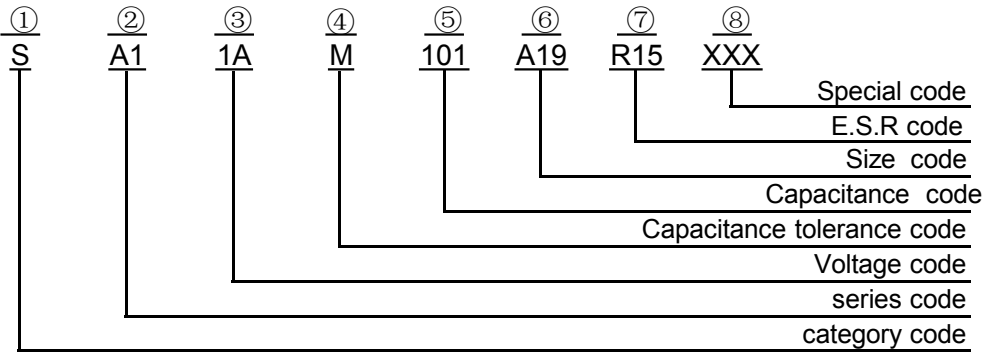 ① ② ③ ④ ⑤ ⑥ ⑦ ⑧
S A1 1A M 101 A19 R15 XXX
Special code
E.S.R code
Size code
Capacitance code
Capacitance tolerance code
Voltage code
series code
category code